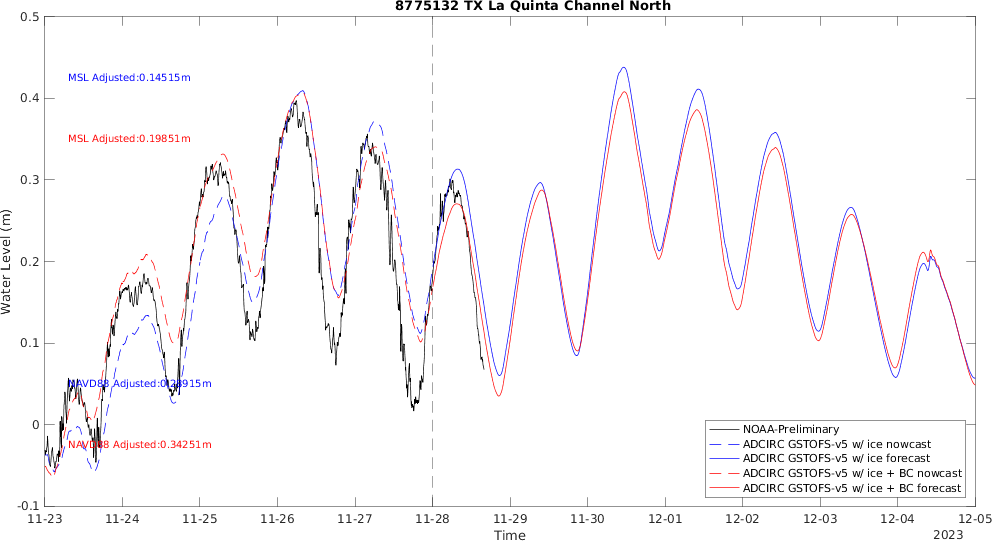 8775132 TX La Quinta Channel North
Water Level (m)
0.5
0.4
0.3
0.2
0.1
0
-0.1
MSL Adjusted:0.14515m
MSL Adjusted:0.19851m
NAVD88 Adjusted:0.28915m
NAVD88 Adjusted:0.34251m
NOAA-Preliminary
ADCIRC GSTOFS-v5 w/ ice nowcast
ADCIRC GSTOFS-v5 w/ ice forecast
ADCIRC GSTOFS-v5 w/ ice + BC nowcast
ADCIRC GSTOFS-v5 w/ ice + BC forecast
11-23 11-24 11-25 11-26 11-27 11-28 11-29 11-30 12-01 12-02 12-03 12-04 12-05
Time
2023